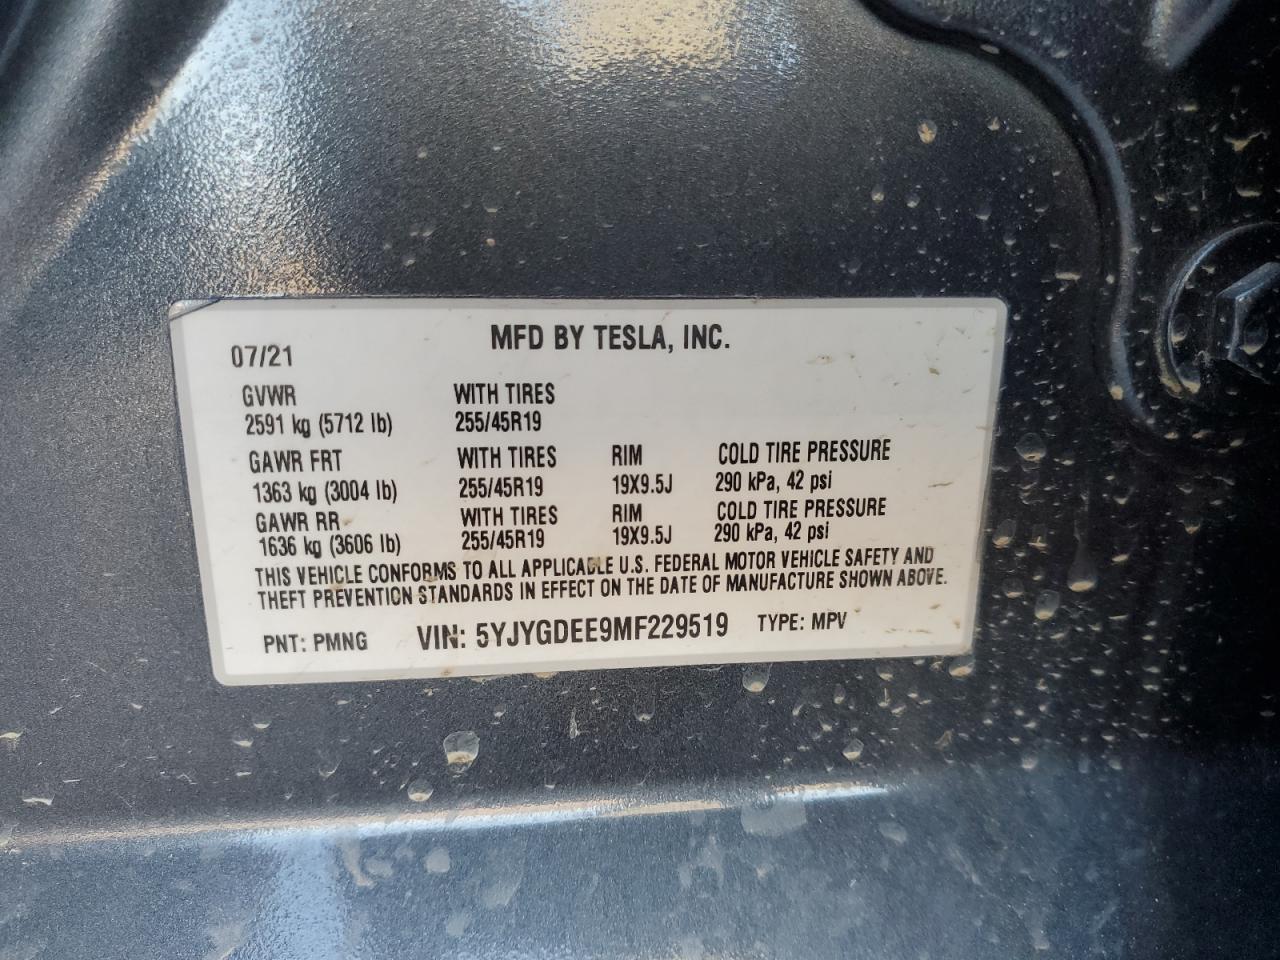 MFD BY TESLA, INC.
07/21
GVWR WITH TIRES
2591 kg (5712 lb) 255/45R19
GAWR FRT WITH TIRES RIM COLD TIRE PRESSURE
1363 kg (3004 lb) 255/45R19 19X9.5J 290 kPa, 42 psi
GAWR RR WITH TIRES RIM COLD TIRE PRESSURE
1636 kg (3606 lb) 255/45R19 19X9.5J 290 kPa, 42 psi
THIS VEHICLE CONFORMS TO ALL APPLICABLE U.S. FEDERAL MOTOR VEHICLE SAFETY AND
THEFT PREVENTION STANDARDS IN EFFECT ON THE DATE OF MANUFACTURE SHOWN ABOVE.
PNT: PMNG VIN: 5YJYGDEE9MF229519 TYPE: MPV